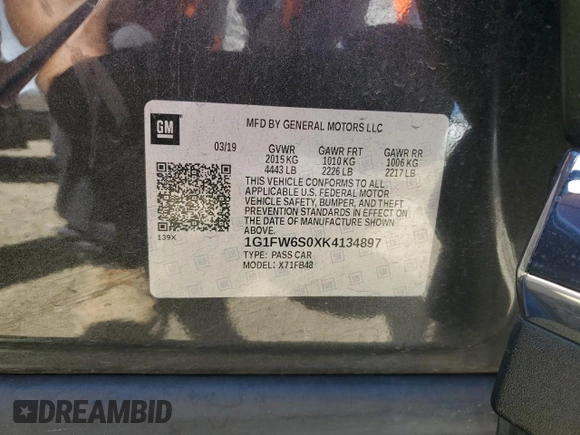 GM
MFD BY GENERAL MOTORS LLC
03/19 GVWR GAWR FRT GAWR RR
2015 KG 1010 KG 1006 KG
4443 LB 2226 LB 2217 LB
THIS VEHICLE CONFORMS TO ALL
APPLICABLE U.S. FEDERAL MOTOR
VEHICLE SAFETY, BUMPER, AND THEFT
PREVENTION STANDARDS IN EFFECT ON
THE DATE OF MANUFACTURE SHOWN
ABOVE.
139X
1G1FW6S0XK4134897
TYPE: PASS CAR
MODEL: X71FB48
DREAMBID